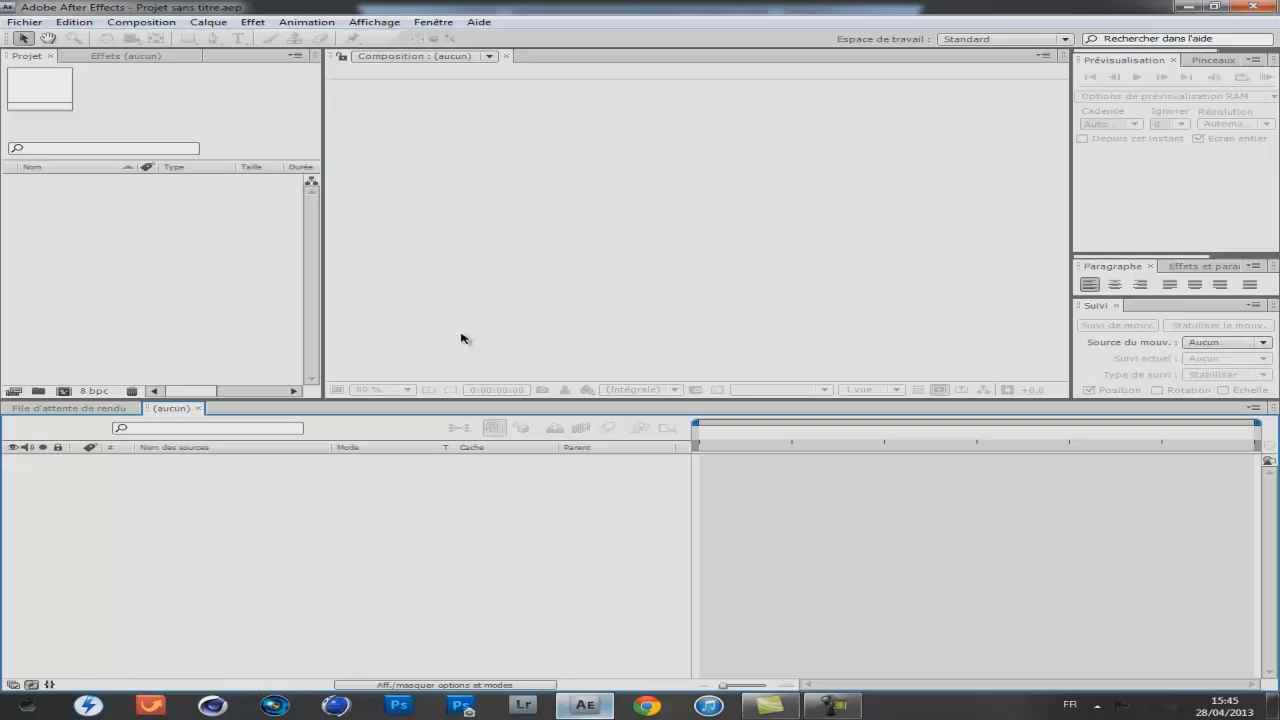 Adobe After Effects - Projet sans titre.aep
Fichier Edition Composition Calque Effet Animation Affichage Fenêtre Aide
Espace de travail : Standard Rechercher dans l'aide
Projet Effets (aucun) Composition : (aucun) Prévisualisation Pinceaux
Options de prévisualisation RAM
Cadence Ignorer Résolution
Auto... 0 Automa...
Depuis cet instant Ecran entier
Nom Type Taille Durée
Paragraphe Effets et para
Suivi
Suivi de mouv. Stabiliser le mouv.
Source du mouv. : Aucun
Suivi actuel : Aucun
Type de suivi : Stabiliser
Position Rotation Echelle
8 bpc 50 % 0:00:00:00 (Intégrale) 1 vue +0,0
File d'attente de rendu (aucun)
# Nom des sources Mode T Cache Parent
Aff./masquer options et modes
Ps Ps Lr AE FR 15:45
28/04/2013